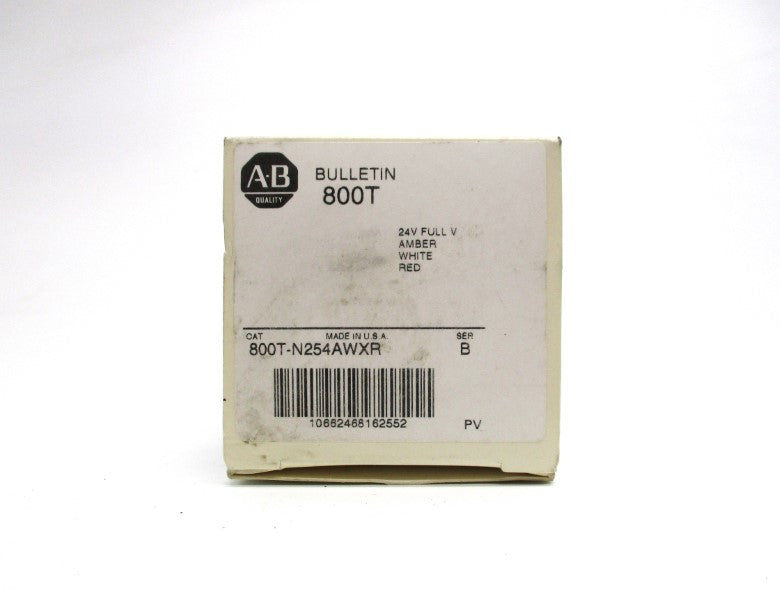 A-B
QUALITY
BULLETIN
800T
24V FULL V
AMBER
WHITE
RED
CAT MADE IN U.S.A. SER
800T-N254AWXR B
10662468162552 PV